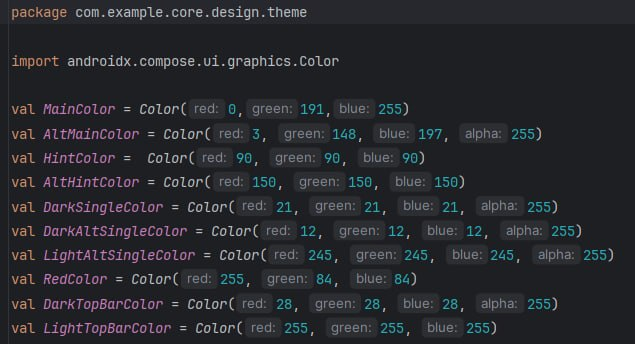 package com.example.core.design.theme
import androidx.compose.ui.graphics.Color
val MainColor = Color( red: 0, green: 191, blue: 255)
val AltMainColor = Color( red: 3, green: 148, blue: 197, alpha: 255)
val HintColor =  Color( red: 90, green: 90, blue: 90)
val AltHintColor = Color( red: 150, green: 150, blue: 150)
val DarkSingleColor = Color( red: 21, green: 21, blue: 21, alpha: 255)
val DarkAltSingleColor = Color( red: 12, green: 12, blue: 12, alpha: 255)
val LightAltSingleColor = Color( red: 245, green: 245, blue: 245, alpha: 255)
val RedColor = Color( red: 255, green: 84, blue: 84)
val DarkTopBarColor = Color( red: 28, green: 28, blue: 28, alpha: 255)
val LightTopBarColor = Color( red: 255, green: 255, blue: 255)